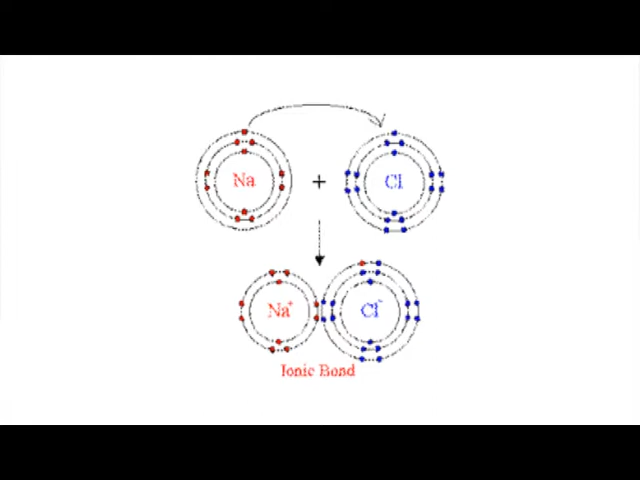 Na + Cl
Na⁺ Cl⁻
Ionic Bond